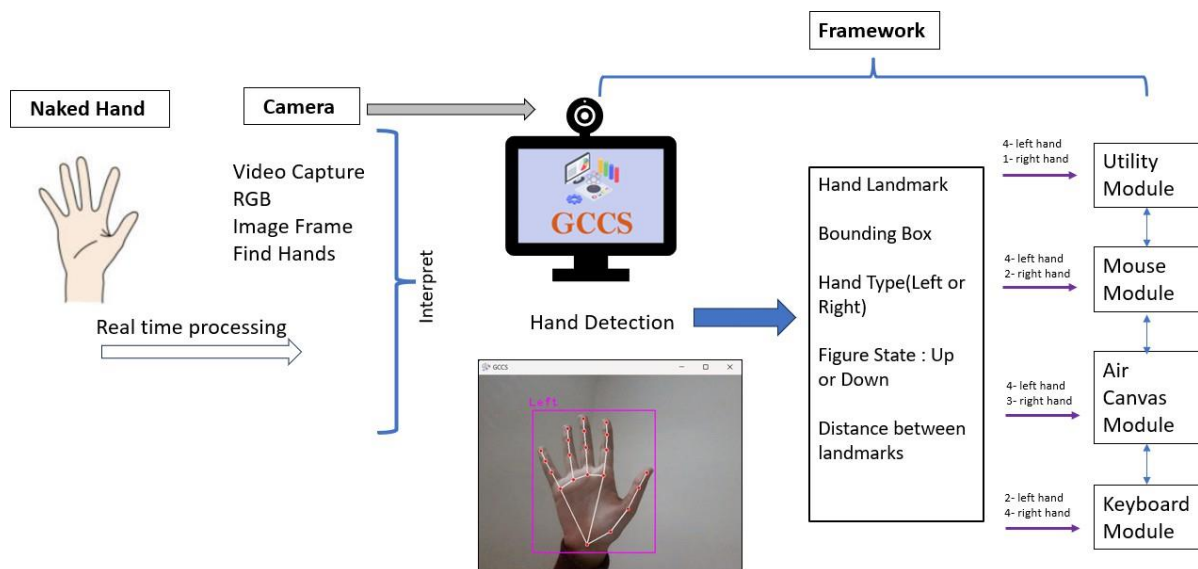 Framework
Naked Hand
Camera
Video Capture
RGB
Image Frame
Find Hands
Interpret
Real time processing
GCCS
Hand Detection
GCCS
Left
Hand Landmark
Bounding Box
Hand Type(Left or
Right)
Figure State : Up
or Down
Distance between
landmarks
4- left hand
1- right hand
Utility
Module
4- left hand
2- right hand
Mouse
Module
4- left hand
3- right hand
Air
Canvas
Module
2- left hand
4- right hand
Keyboard
Module